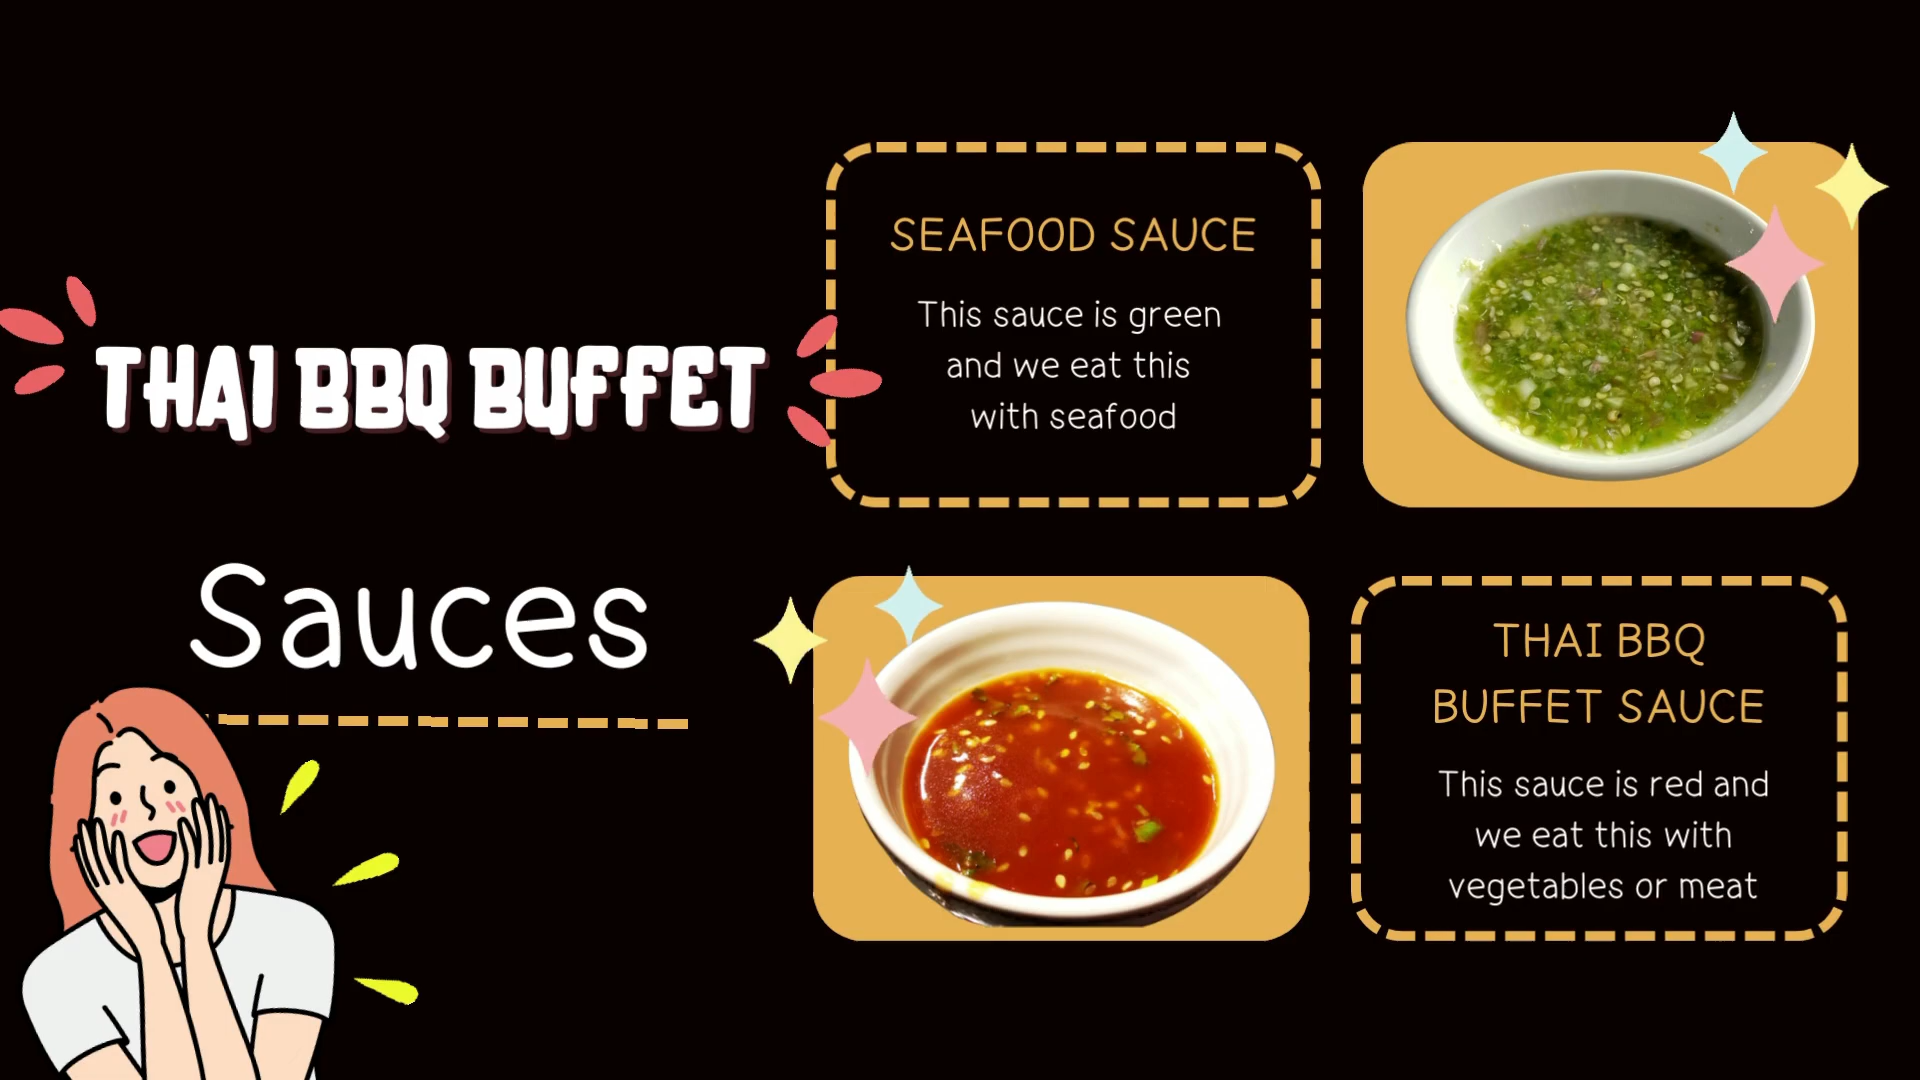 THAI BBQ BUFFET
Sauces
SEAFOOD SAUCE
This sauce is green
and we eat this
with seafood
THAI BBQ
BUFFET SAUCE
This sauce is red and
we eat this with
vegetables or meat